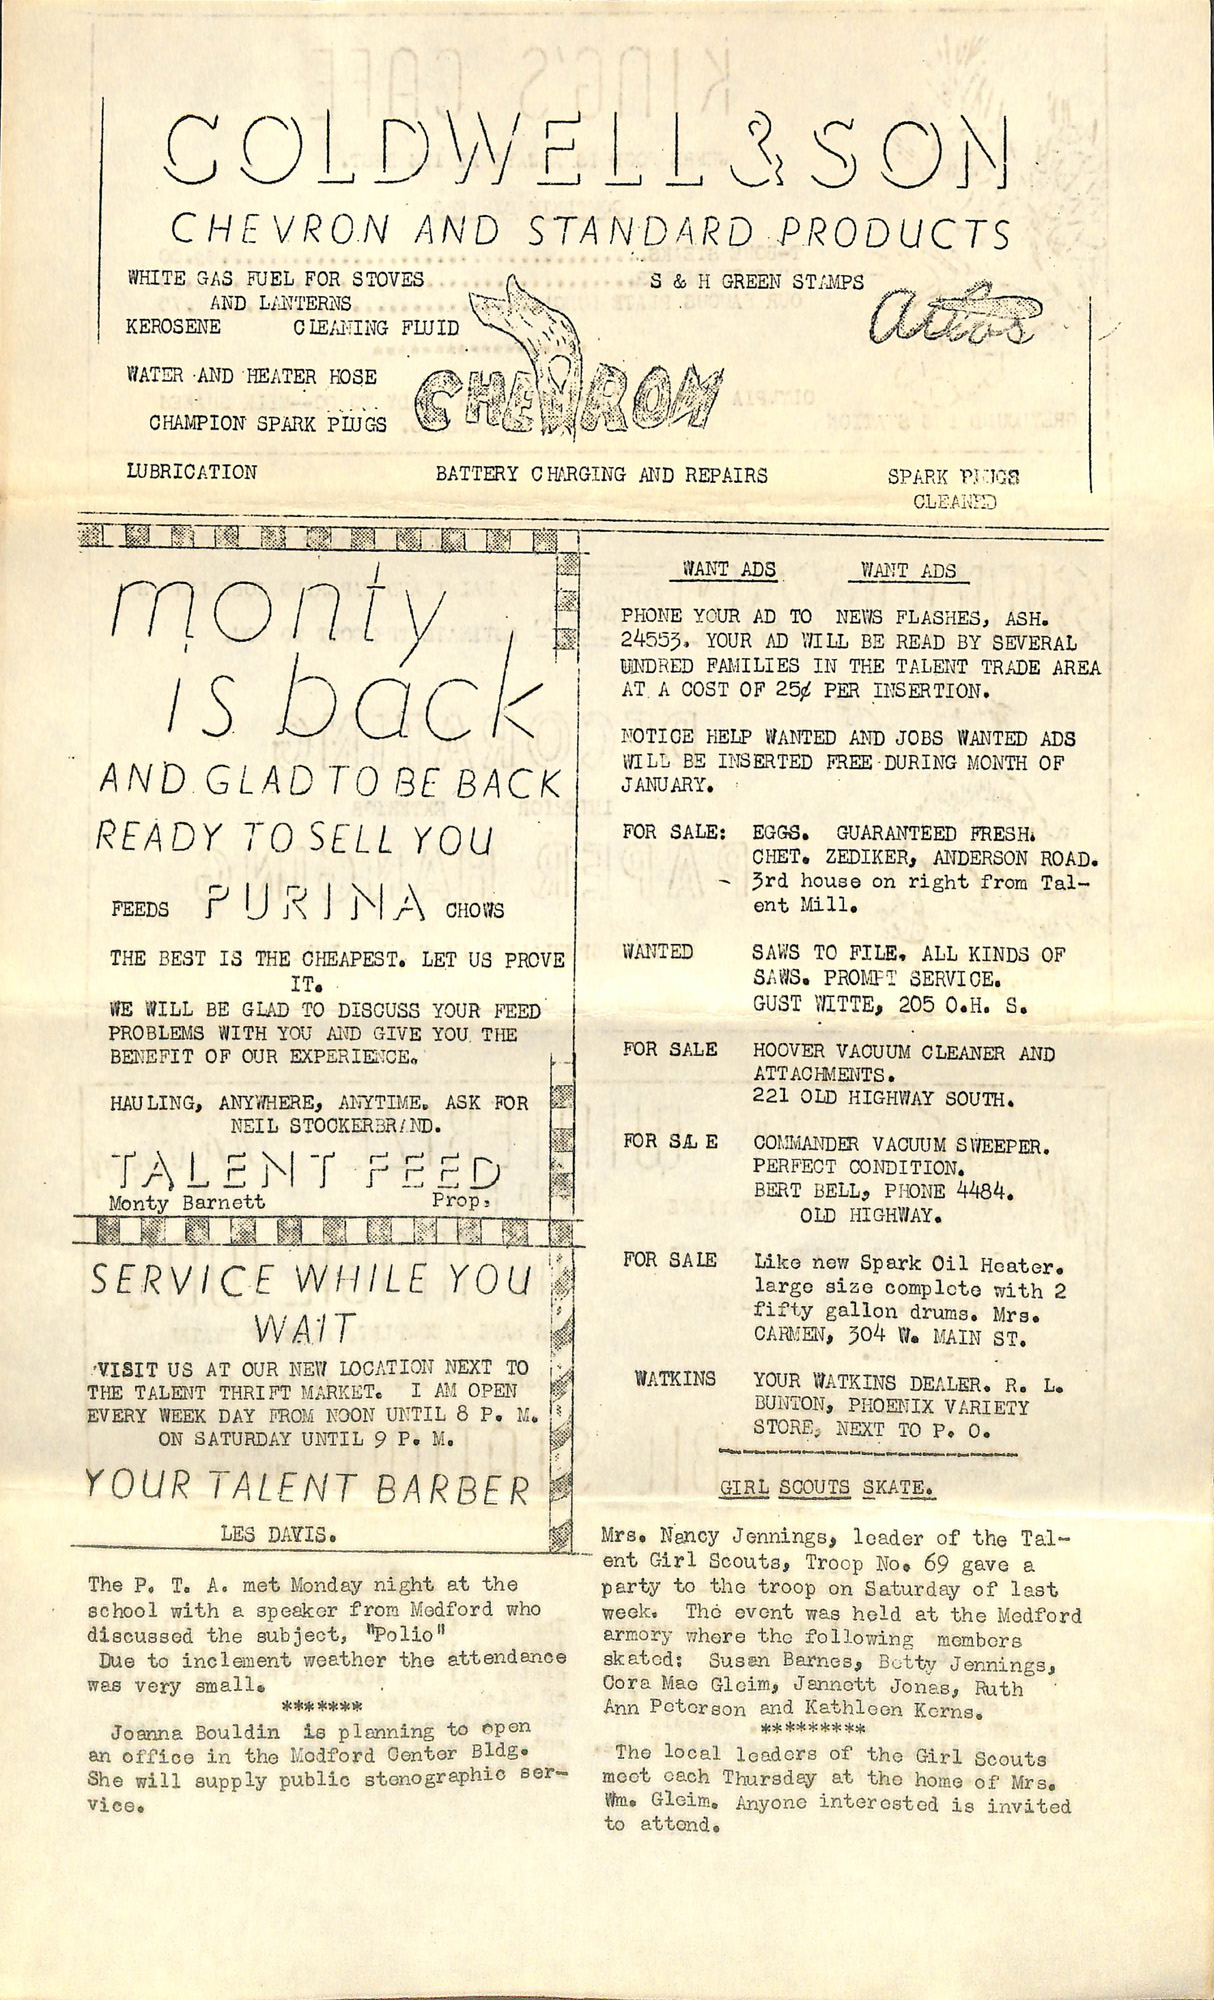 COLDWELL & SON
CHEVRON AND STANDARD PRODUCTS
WHITE GAS FUEL FOR STOVES
AND LANTERNS
KEROSENE CLEANING FLUID
S & H GREEN STAMPS
Atlas
WATER AND HEATER HOSE
CHEVRON
CHAMPION SPARK PLUGS
LUBRICATION BATTERY CHARGING AND REPAIRS SPARK PLUGS
CLEANED
monty
is back
AND GLAD TO BE BACK
READY TO SELL YOU
FEEDS PURINA CHOWS
THE BEST IS THE CHEAPEST. LET US PROVE
IT.
WE WILL BE GLAD TO DISCUSS YOUR FEED
PROBLEMS WITH YOU AND GIVE YOU THE
BENEFIT OF OUR EXPERIENCE.
HAULING, ANYWHERE, ANYTIME. ASK FOR
NEIL STOCKERBRAND.
TALENT FEED
Monty Barnett Prop.
SERVICE WHILE YOU
WAIT
VISIT US AT OUR NEW LOCATION NEXT TO
THE TALENT THRIFT MARKET. I AM OPEN
EVERY WEEK DAY FROM NOON UNTIL 8 P. M.
ON SATURDAY UNTIL 9 P. M.
YOUR TALENT BARBER
LES DAVIS.
The P. T. A. met Monday night at the
school with a speaker from Medford who
discussed the subject, "Polio"
Due to inclement weather the attendance
was very small.
*******
Joanna Bouldin is planning to open
an office in the Medford Center Bldg.
She will supply public stenographic ser-
vice.
WANT ADS WANT ADS
PHONE YOUR AD TO NEWS FLASHES, ASH.
24553. YOUR AD WILL BE READ BY SEVERAL
UNDRED FAMILIES IN THE TALENT TRADE AREA
AT A COST OF 25¢ PER INSERTION.
NOTICE HELP WANTED AND JOBS WANTED ADS
WILL BE INSERTED FREE DURING MONTH OF
JANUARY.
FOR SALE: EGGS. GUARANTEED FRESH.
CHET. ZEDIKER, ANDERSON ROAD.
- 3rd house on right from Tal-
ent Mill.
WANTED SAWS TO FILE. ALL KINDS OF
SAWS. PROMPT SERVICE.
GUST WITTE, 205 O.H. S.
FOR SALE HOOVER VACUUM CLEANER AND
ATTACHMENTS.
221 OLD HIGHWAY SOUTH.
FOR SALE COMMANDER VACUUM SWEEPER.
PERFECT CONDITION.
BERT BELL, PHONE 4484.
OLD HIGHWAY.
FOR SALE Like new Spark Oil Heater.
large size complete with 2
fifty gallon drums. Mrs.
CARMEN, 304 W. MAIN ST.
WATKINS YOUR WATKINS DEALER. R. L.
BUNTON, PHOENIX VARIETY
STORE, NEXT TO P. O.
GIRL SCOUTS SKATE.
Mrs. Nancy Jennings, leader of the Tal-
ent Girl Scouts, Troop No. 69 gave a
party to the troop on Saturday of last
week. The event was held at the Medford
armory where the following members
skated: Susan Barnes, Betty Jennings,
Cora Mae Gleim, Jannett Jonas, Ruth
Ann Peterson and Kathleen Kerns.
*********
The local leaders of the Girl Scouts
meet each Thursday at the home of Mrs.
Wm. Gleim. Anyone interested is invited
to attend.